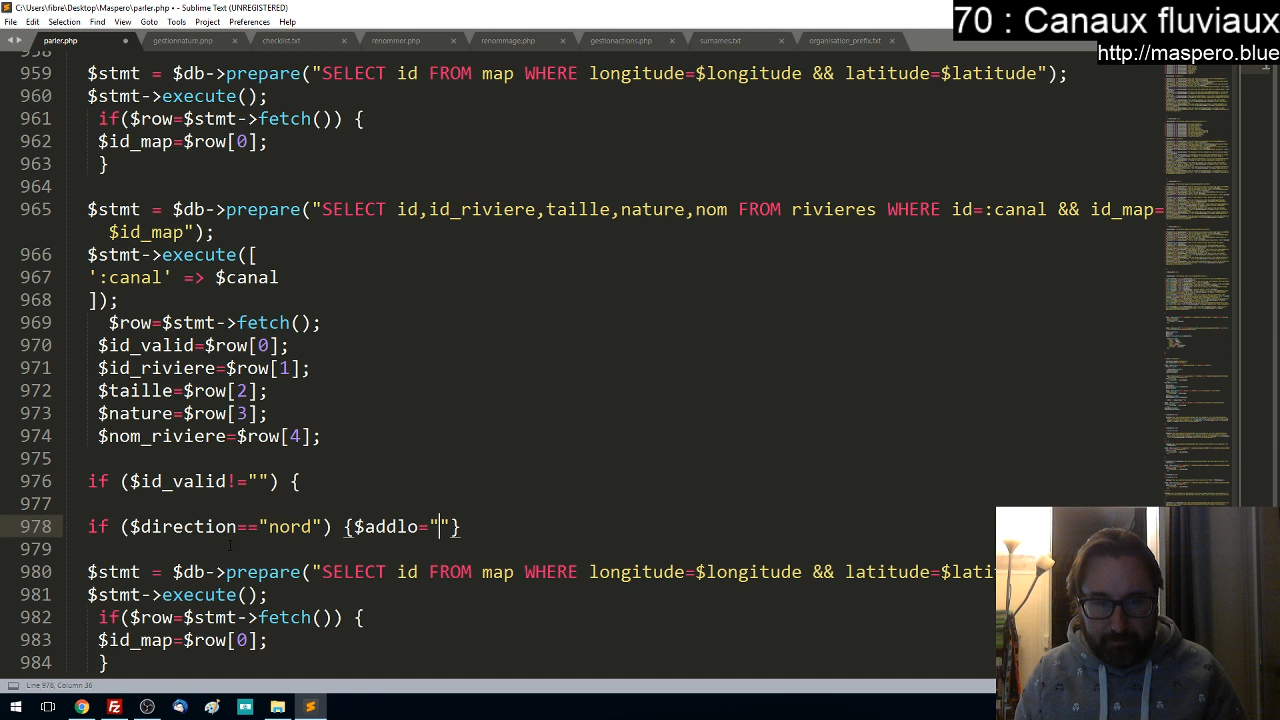 C:\Users\fibre\Desktop\Maspero\parler.php • - Sublime Text (UNREGISTERED)
File Edit Selection Find View Goto Tools Project Preferences Help
70 : Canaux fluviaux
http://maspero.blue
parler.php gestionnature.php checklist.txt renommer.php renommage.php gestionactions.php surnames.txt organisation_prefix.txt
958
959 $stmt = $db->prepare("SELECT id FROM map WHERE longitude=$longitude && latitude=$latitude");
960 $stmt->execute();
961 if($row=$stmt->fetch()) {
962 $id_map=$row[0];
963 }
964
965 $stmt = $db->prepare("SELECT id,id_riviere,taille,nature,nom FROM rivieres WHERE id=:canal && id_map=
$id_map");
966 $stmt->execute([
967 ':canal' => $canal
968 ]);
969 $row=$stmt->fetch();
970 $id_valid=$row[0];
971 $id_riviere=$row[1];
972 $taille=$row[2];
973 $nature=$row[3];
974 $nom_riviere=$row[4];
975
976 if ($id_valid!="") {
977
978 if ($direction=="nord") {$addlo=""}
979
980 $stmt = $db->prepare("SELECT id FROM map WHERE longitude=$longitude && latitude=$lati
981 $stmt->execute();
982 if($row=$stmt->fetch()) {
983 $id_map=$row[0];
984 }
Line 978, Column 36